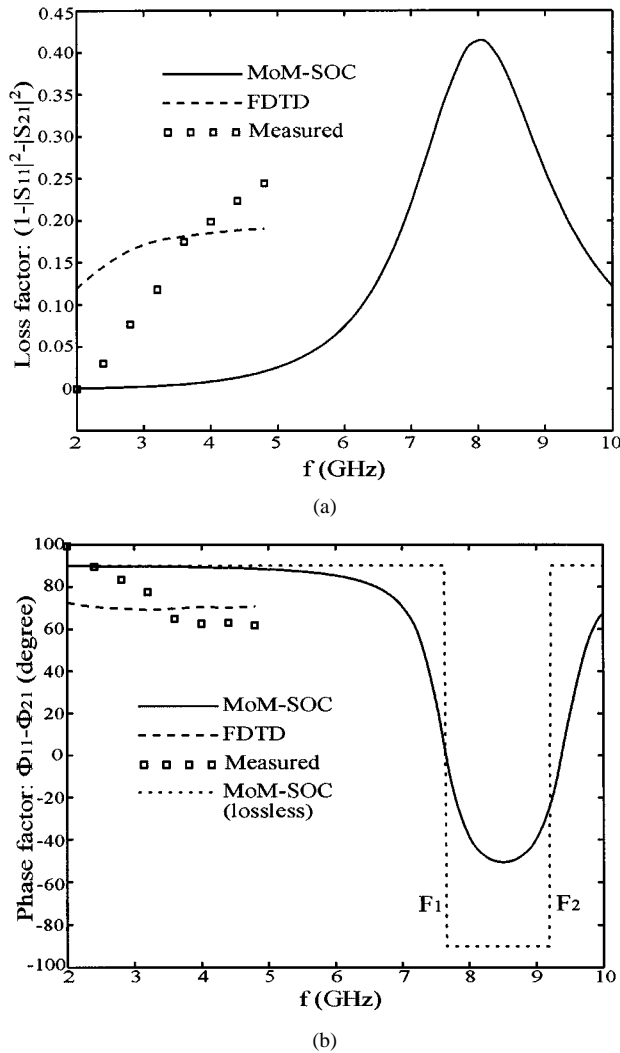 0.45
0.40
0.35
0.30
0.25
0.20
0.15
0.10
0.05
0
Loss factor: (1-|S11|²-|S21|²)
MoM-SOC
FDTD
Measured
2 3 4 5 6 7 8 9 10
f (GHz)
(a)
100
80
60
40
20
0
-20
-40
-60
-80
-100
Phase factor: Φ11-Φ21 (degree)
MoM-SOC
FDTD
Measured
MoM-SOC
(lossless)
F1
F2
2 3 4 5 6 7 8 9 10
f (GHz)
(b)